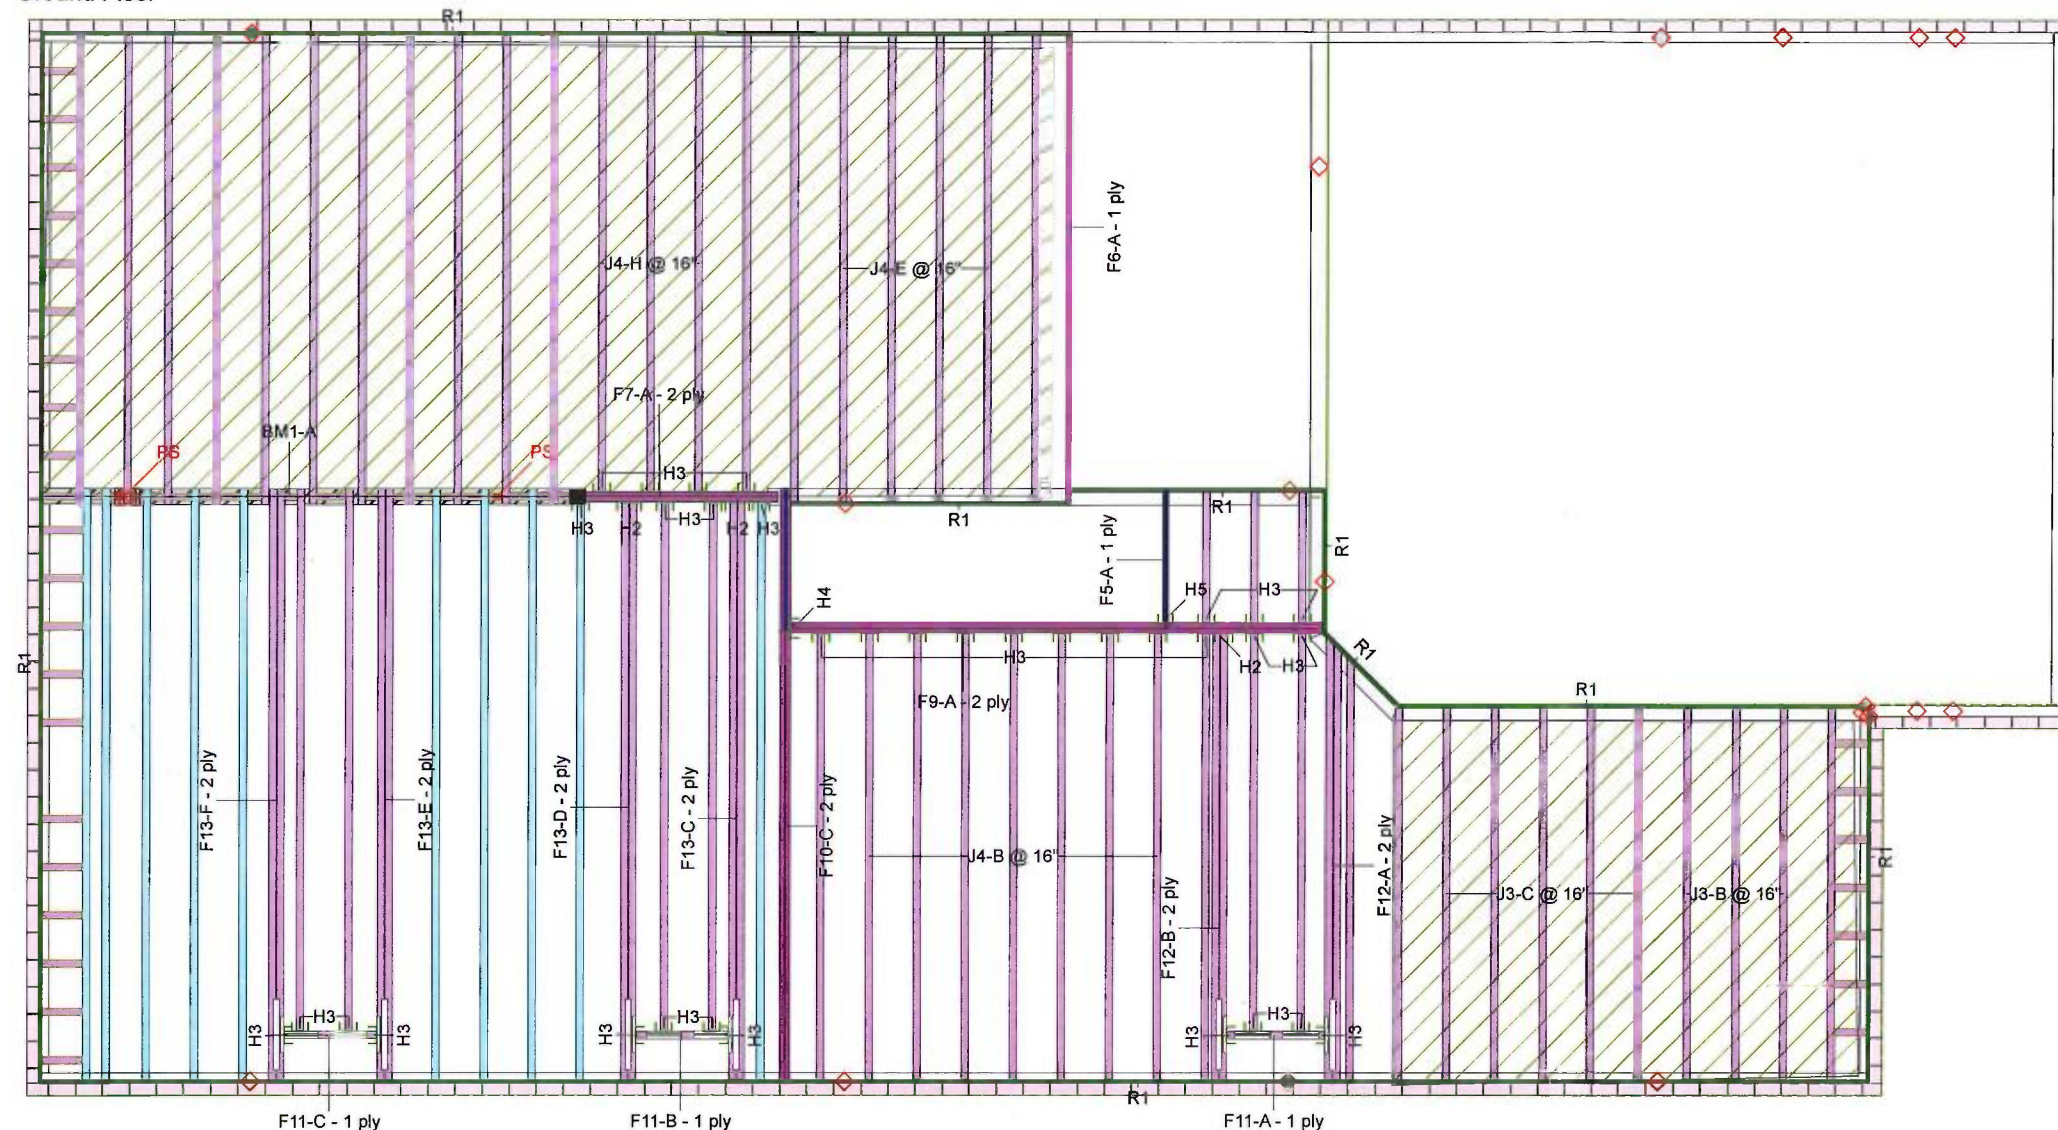 R1
F6-A - 1 ply
J4-H @ 16"
J4-E @ 16"
F7-A - 2 ply
BM1-A
PS
PS
H3
H3
H2
H3
H2
H3
R1
R1
R1
F5-A - 1 ply
H5
H3
H4
R1
H3
H2
H3
R1
R1
F9-A - 2 ply
F13-F - 2 ply
F13-E - 2 ply
F13-D - 2 ply
F13-C - 2 ply
F10-C - 2 ply
J4-B @ 16"
F12-B - 2 ply
F12-A - 2 ply
J3-C @ 16"
J3-B @ 16"
R1
H3
H3
H3
H3
H3
H3
H3
H3
H3
R1
F11-C - 1 ply
F11-B - 1 ply
F11-A - 1 ply